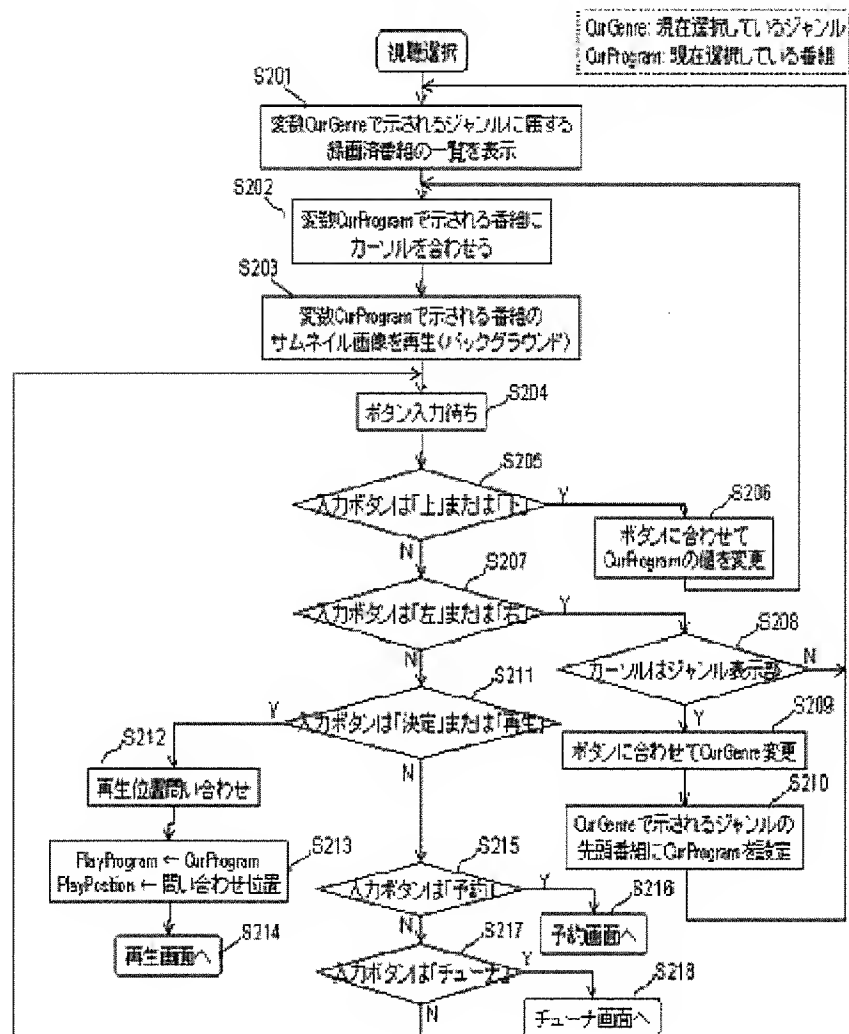 CurGenre: 現在選択しているジャンル
CurProgram: 現在選択している番組
視聴選択
S201
変数CurGenreで示されるジャンルに属する
録画済番組の一覧を表示
S202
変数CurProgramで示される番組に
カーソルを合わせる
S203
変数CurProgramで示される番組の
サムネイル画像を再生(バックグラウンド)
S204
ボタン入力待ち
S205
入力ボタンは「上」または「下」
Y
N
S206
ボタンに合わせて
CurProgramの値を変更
S207
入力ボタンは「左」または「右」
Y
N
S208
カーソルはジャンル表示部
N
Y
S209
ボタンに合わせてCurGenre変更
S210
CurGenreで示されるジャンルの
先頭番組にCurProgramを設定
S211
入力ボタンは「決定」または「再生」
Y
N
S212
再生位置問い合わせ
S213
PlayProgram ← CurProgram
PlayPosition ← 問い合わせ位置
S214
再生画面へ
S215
入力ボタンは「予約」
Y
N
S216
予約画面へ
S217
入力ボタンは「チューナ」
Y
N
S218
チューナ画面へ